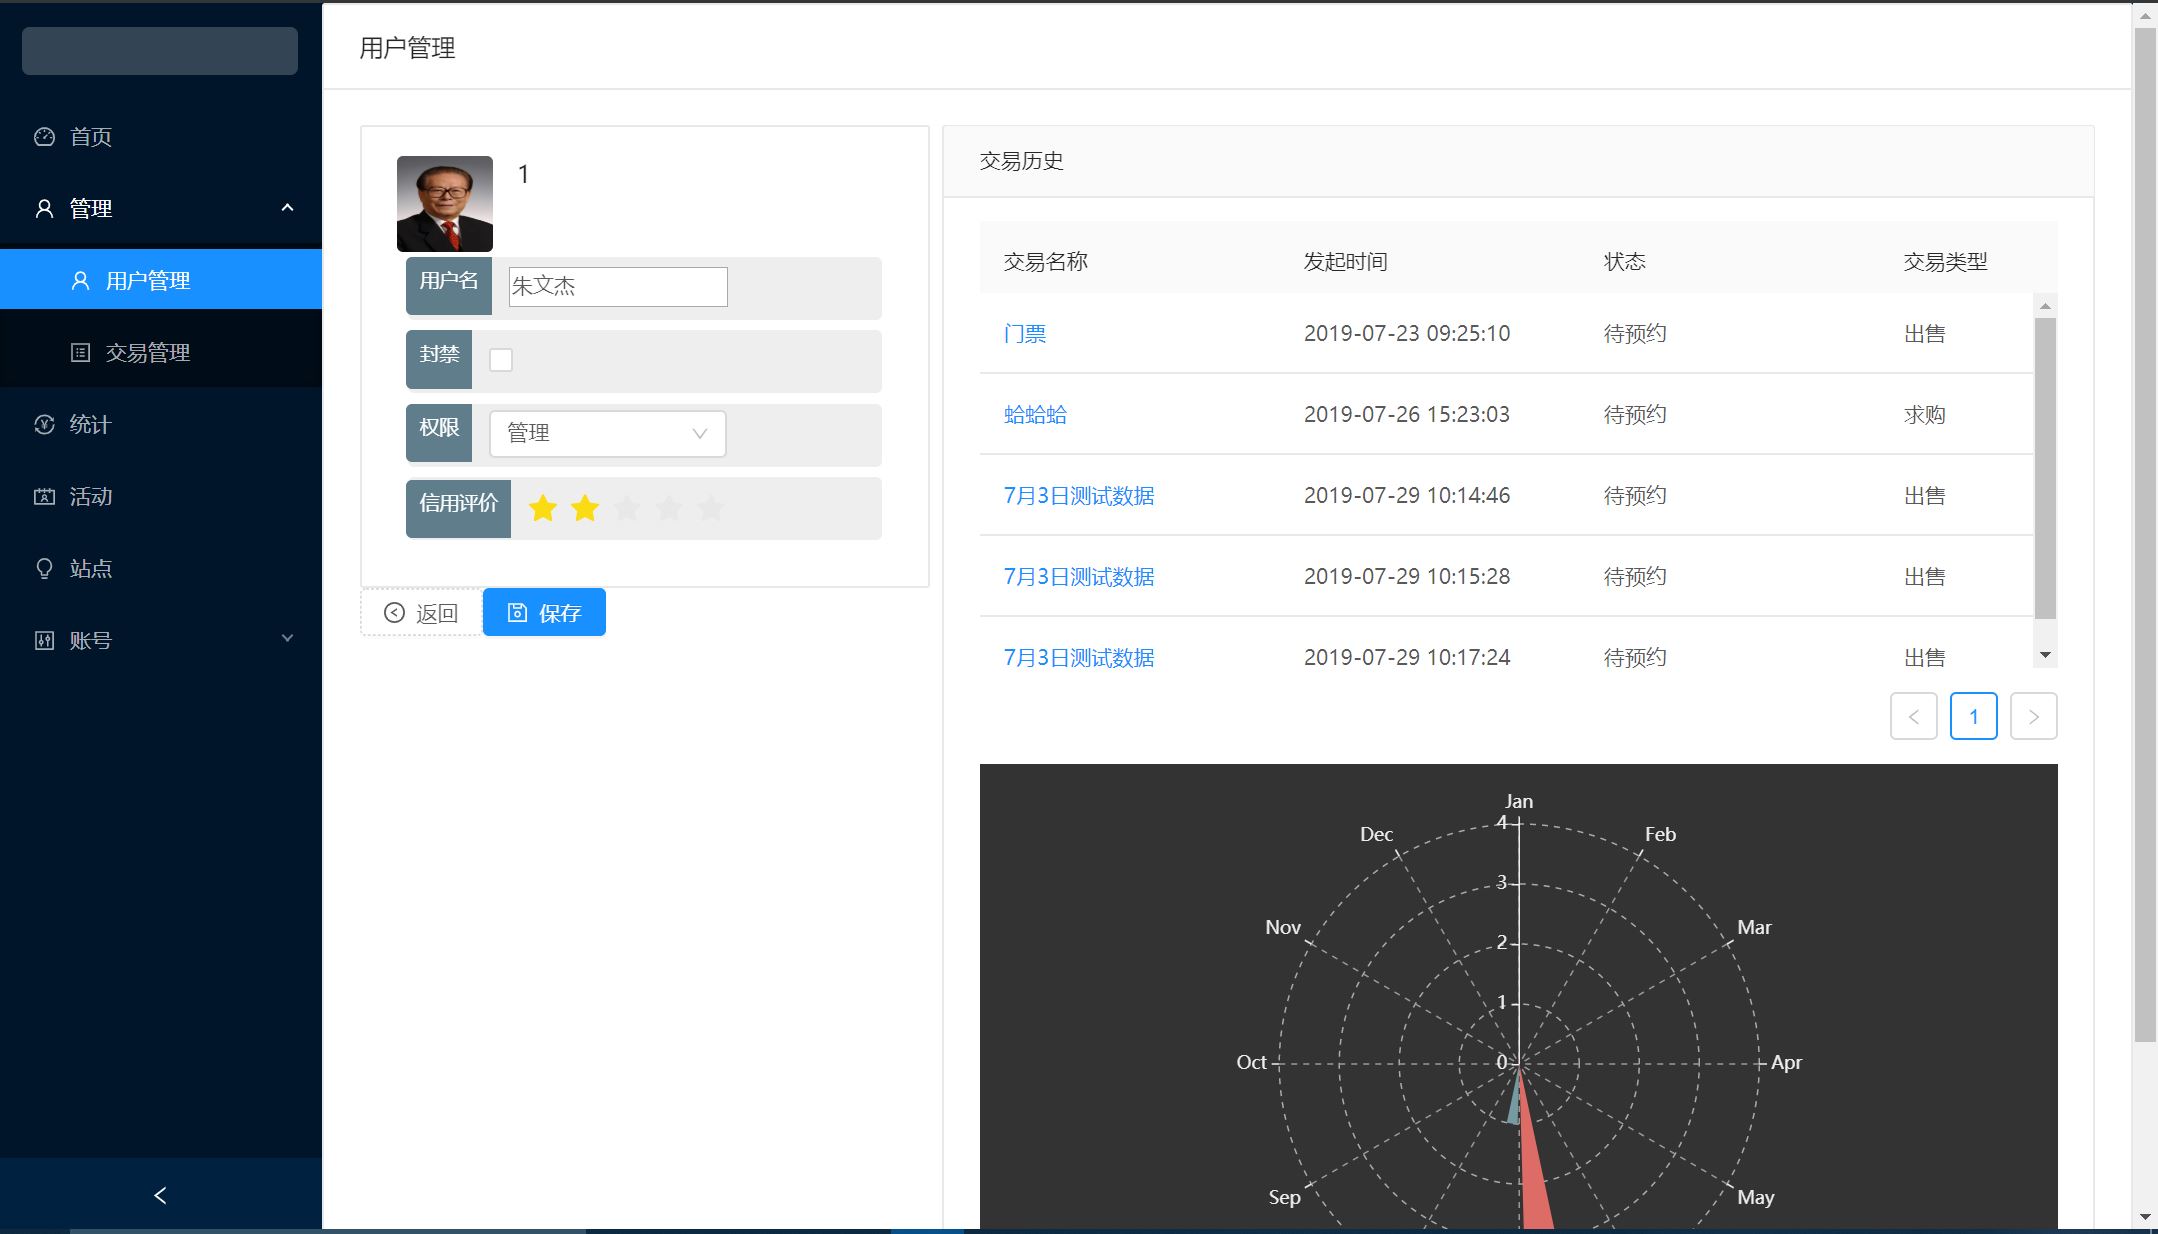 用户管理
首页
管理
用户管理
交易管理
统计
活动
站点
账号
1
用户名 朱文杰
封禁
权限 管理
信用评价
返回 保存
交易历史
交易名称 发起时间 状态 交易类型
门票 2019-07-23 09:25:10 待预约 出售
蛤蛤蛤 2019-07-26 15:23:03 待预约 求购
7月3日测试数据 2019-07-29 10:14:46 待预约 出售
7月3日测试数据 2019-07-29 10:15:28 待预约 出售
7月3日测试数据 2019-07-29 10:17:24 待预约 出售
1
Jan
4
Dec Feb
3
Nov Mar
2
1
Oct 0 Apr
Sep May